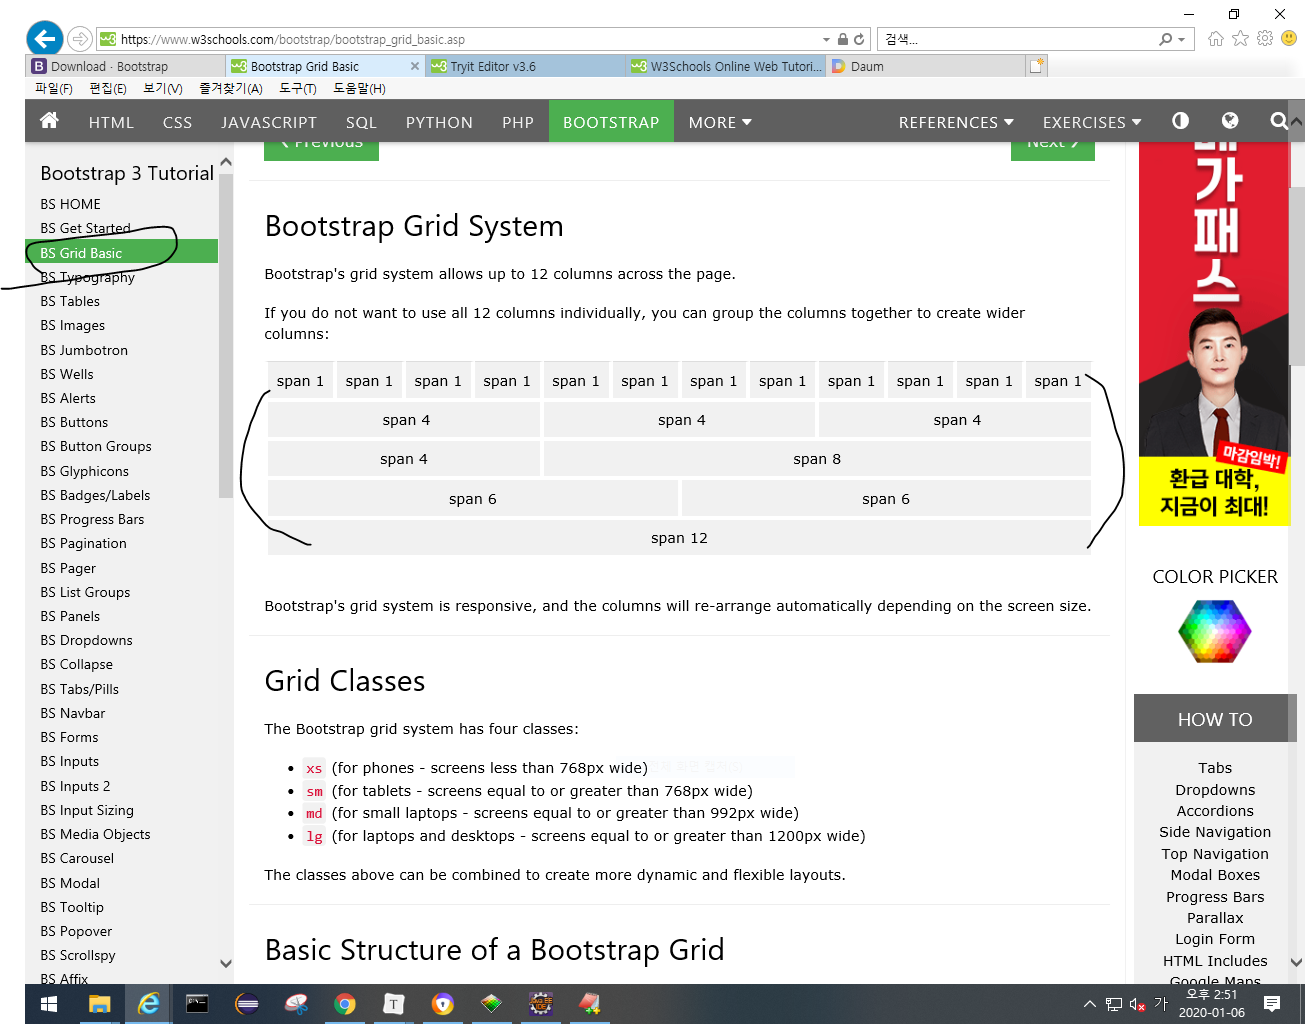 https://www.w3schools.com/bootstrap/bootstrap_grid_basic.asp
검색...
Download · Bootstrap
Bootstrap Grid Basic
Tryit Editor v3.6
W3Schools Online Web Tutori...
Daum
파일(F) 편집(E) 보기(V) 즐겨찾기(A) 도구(T) 도움말(H)
HTML CSS JAVASCRIPT SQL PYTHON PHP BOOTSTRAP MORE REFERENCES EXERCISES
Bootstrap 3 Tutorial
BS HOME
BS Get Started
BS Grid Basic
BS Typography
BS Tables
BS Images
BS Jumbotron
BS Wells
BS Alerts
BS Buttons
BS Button Groups
BS Glyphicons
BS Badges/Labels
BS Progress Bars
BS Pagination
BS Pager
BS List Groups
BS Panels
BS Dropdowns
BS Collapse
BS Tabs/Pills
BS Navbar
BS Forms
BS Inputs
BS Inputs 2
BS Input Sizing
BS Media Objects
BS Carousel
BS Modal
BS Tooltip
BS Popover
BS Scrollspy
BS Affix
❮ Previous
Next ❯
Bootstrap Grid System
Bootstrap's grid system allows up to 12 columns across the page.
If you do not want to use all 12 columns individually, you can group the columns together to create wider
columns:
span 1 span 1 span 1 span 1 span 1 span 1 span 1 span 1 span 1 span 1 span 1 span 1
span 4 span 4 span 4
span 4 span 8
span 6 span 6
span 12
Bootstrap's grid system is responsive, and the columns will re-arrange automatically depending on the screen size.
Grid Classes
The Bootstrap grid system has four classes:
xs (for phones - screens less than 768px wide)
sm (for tablets - screens equal to or greater than 768px wide)
md (for small laptops - screens equal to or greater than 992px wide)
lg (for laptops and desktops - screens equal to or greater than 1200px wide)
The classes above can be combined to create more dynamic and flexible layouts.
Basic Structure of a Bootstrap Grid
가
패
스
마감임박!
환급 대학,
지금이 최대!
COLOR PICKER
HOW TO
Tabs
Dropdowns
Accordions
Side Navigation
Top Navigation
Modal Boxes
Progress Bars
Parallax
Login Form
HTML Includes
Google Maps
가
오후 2:51
2020-01-06